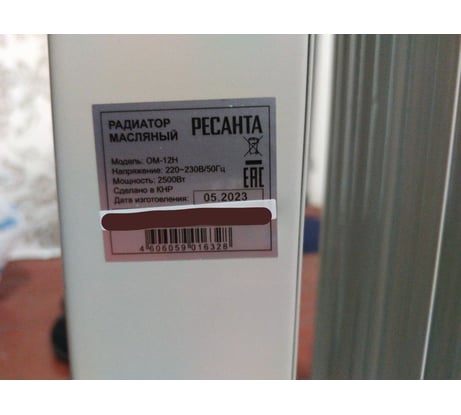 РАДИАТОР
МАСЛЯНЫЙ
РЕСАНТА
Модель: ОМ-12Н
Напряжение: 220~230В/50Гц
Мощность: 2500Вт
Сделано в КНР
Дата изготовления: 05.2023
EAC
4 606059 016326